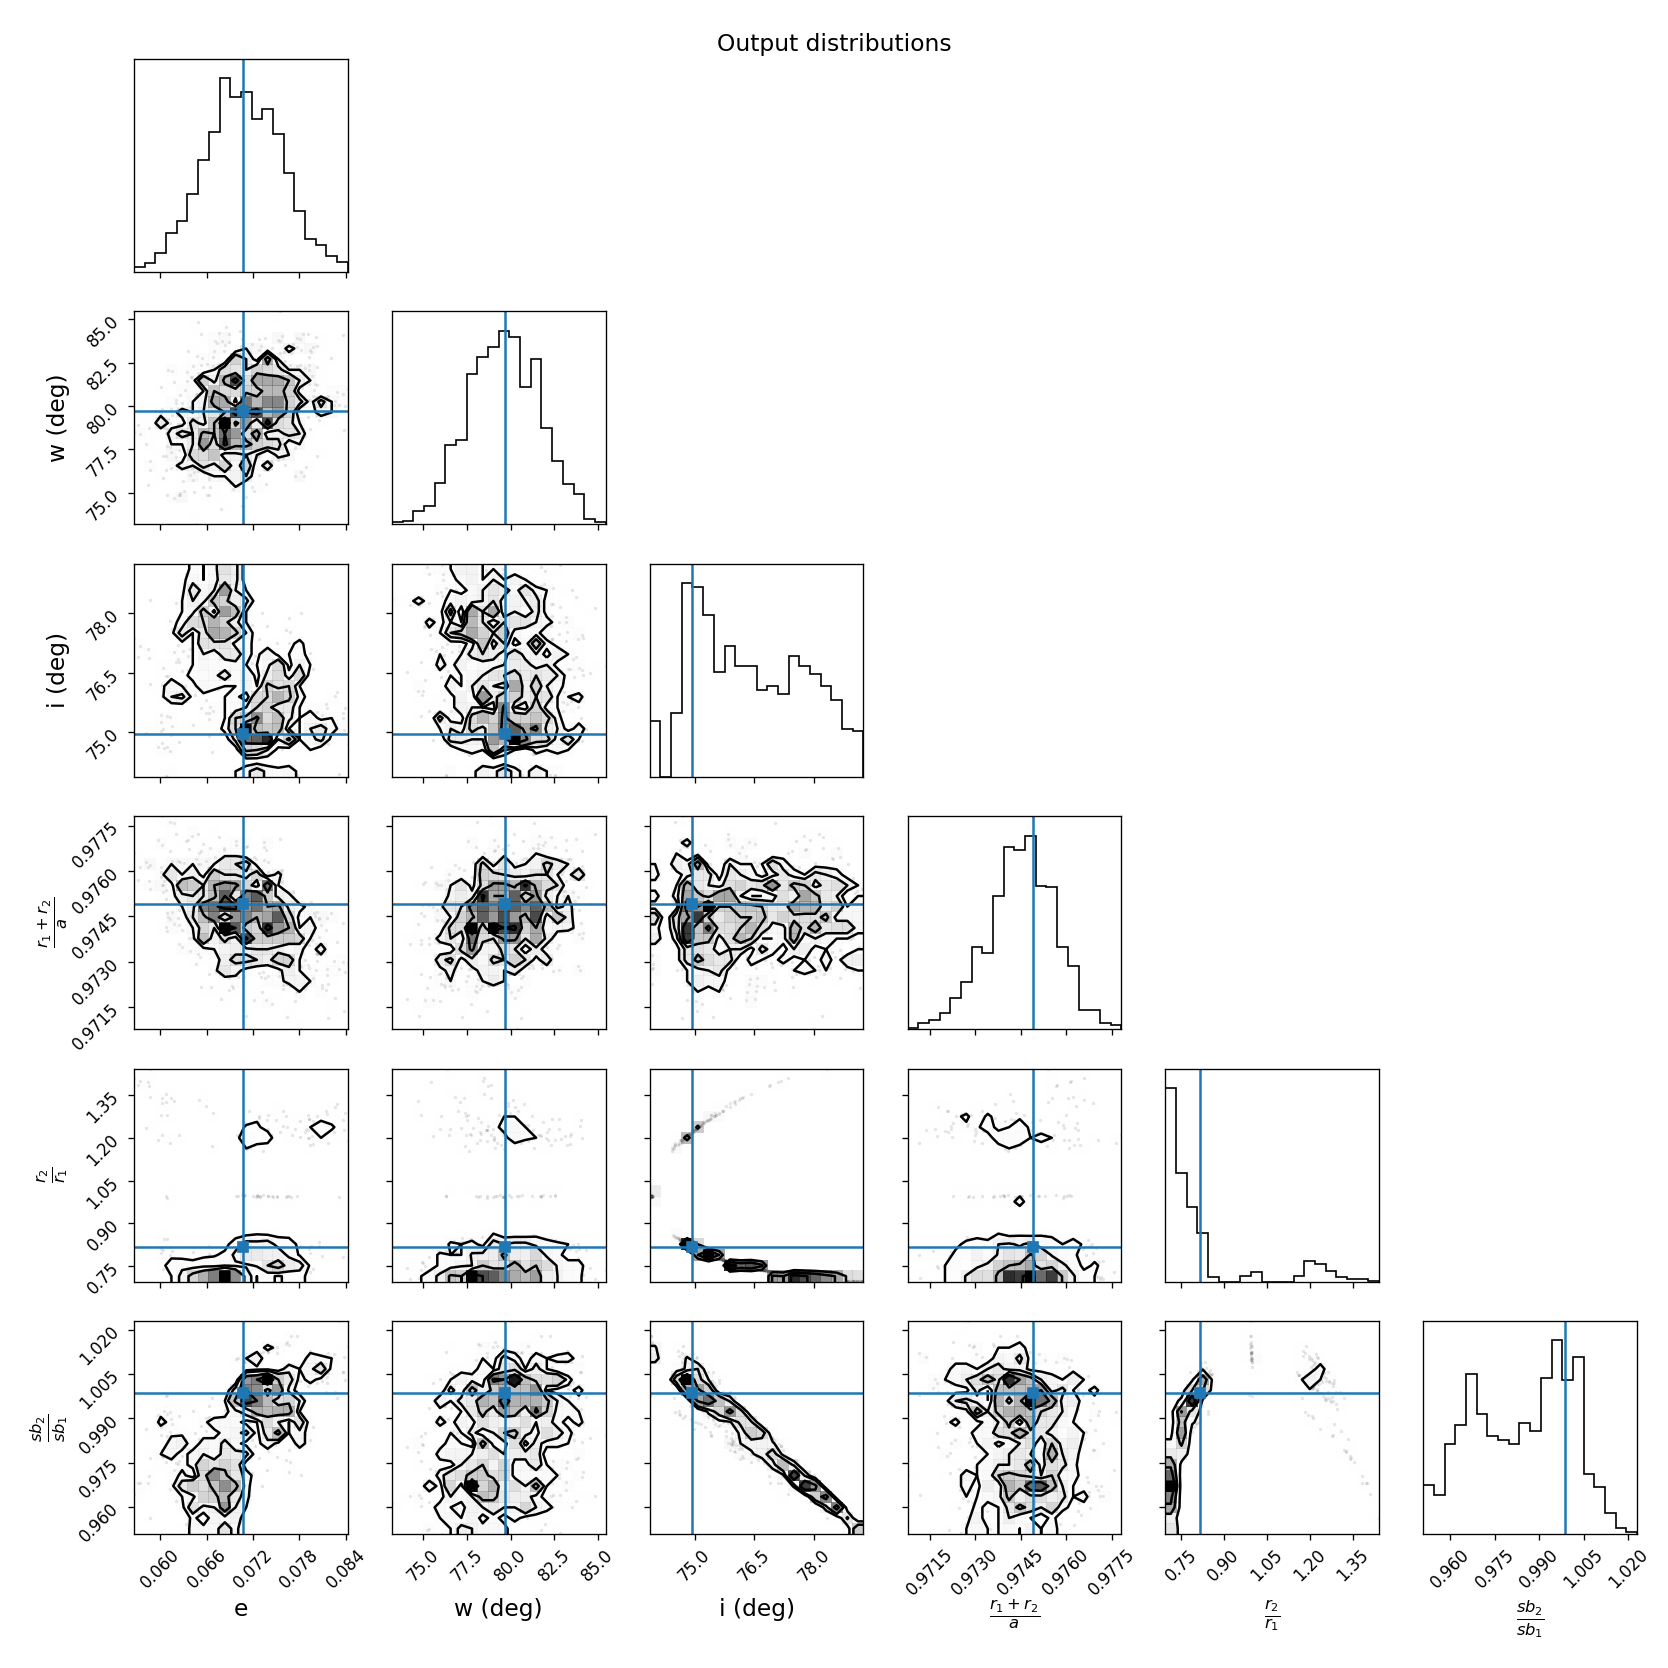 Output distributions
85.0
82.5
80.0
77.5
75.0
w (deg)
78.0
76.5
75.0
i (deg)
0.9775
0.9760
0.9745
0.9730
0.9715
r1 + r2
a
1.35
1.20
1.05
0.90
0.75
r2
r1
1.020
1.005
0.990
0.975
0.960
sb2
sb1
0.060 0.066 0.072 0.078 0.084
75.0 77.5 80.0 82.5 85.0
75.0 76.5 78.0
0.9715 0.9730 0.9745 0.9760 0.9775
0.75 0.90 1.05 1.20 1.35
0.960 0.975 0.990 1.005 1.020
e
w (deg)
i (deg)
r1 + r2
a
r2
r1
sb2
sb1